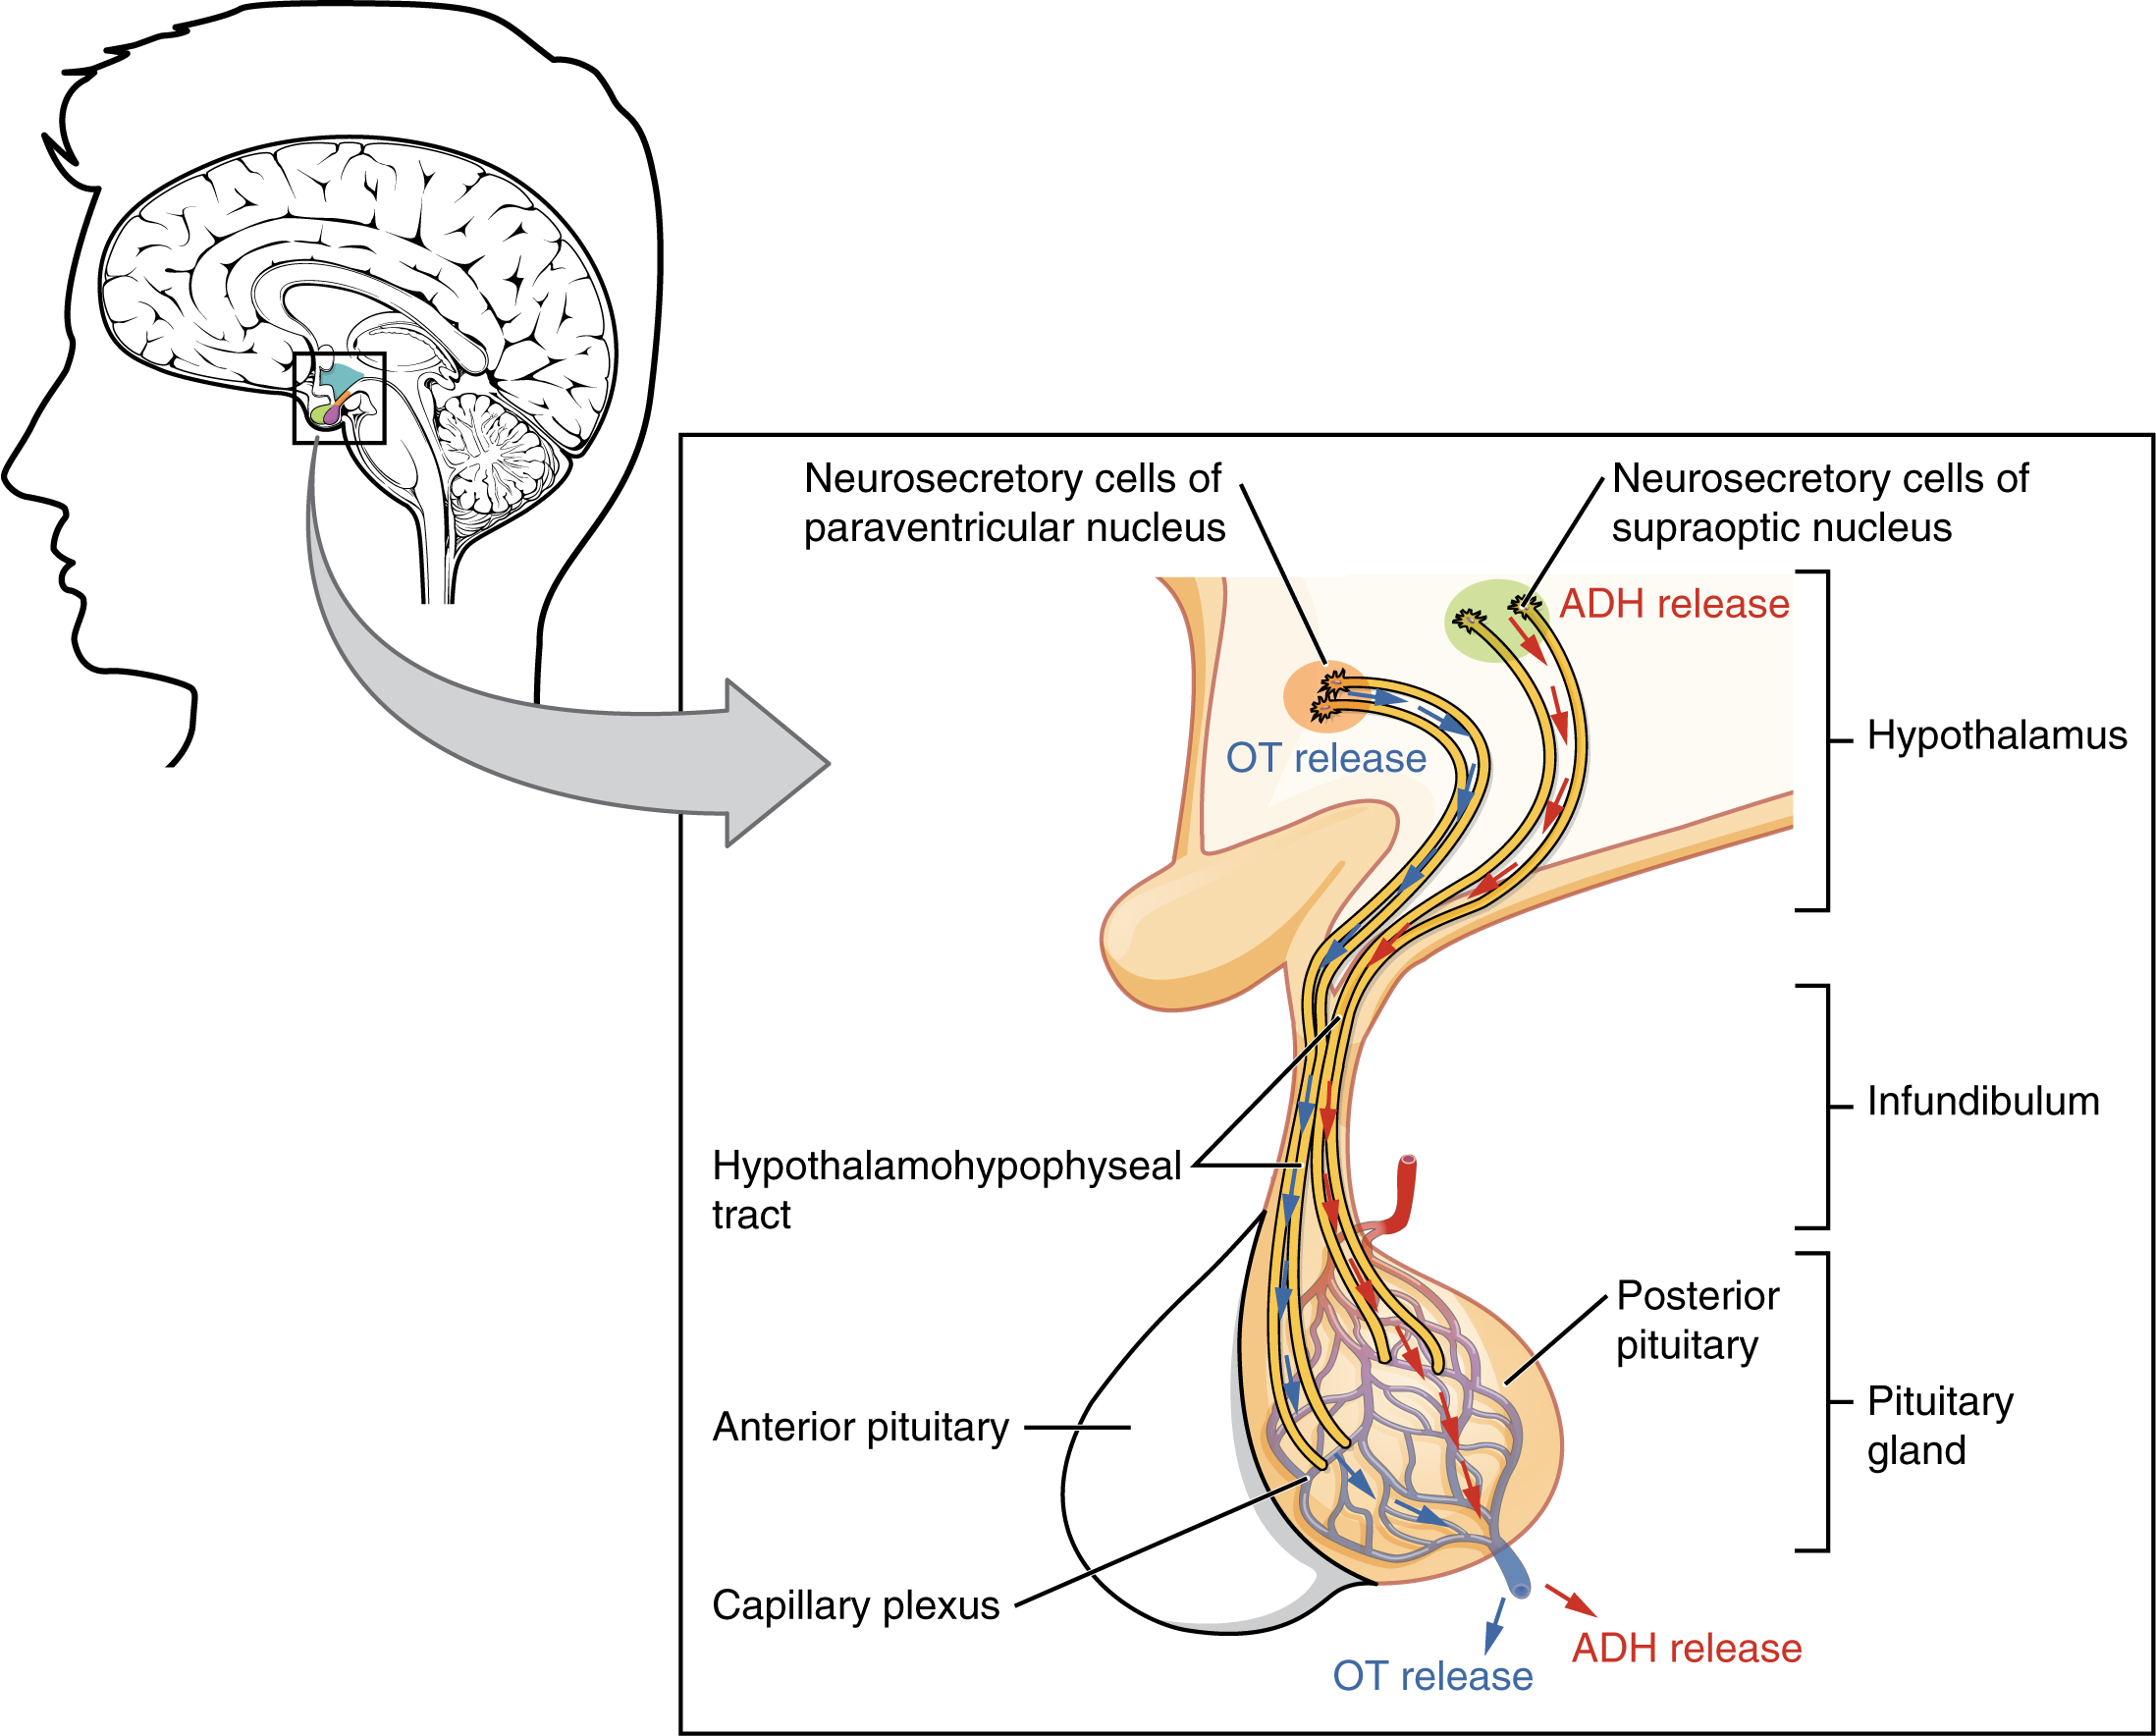 Neurosecretory cells of
paraventricular nucleus
Neurosecretory cells of
supraoptic nucleus
ADH release
OT release
Hypothalamus
Infundibulum
Hypothalamohypophyseal
tract
Posterior
pituitary
Anterior pituitary
Pituitary
gland
Capillary plexus
ADH release
OT release